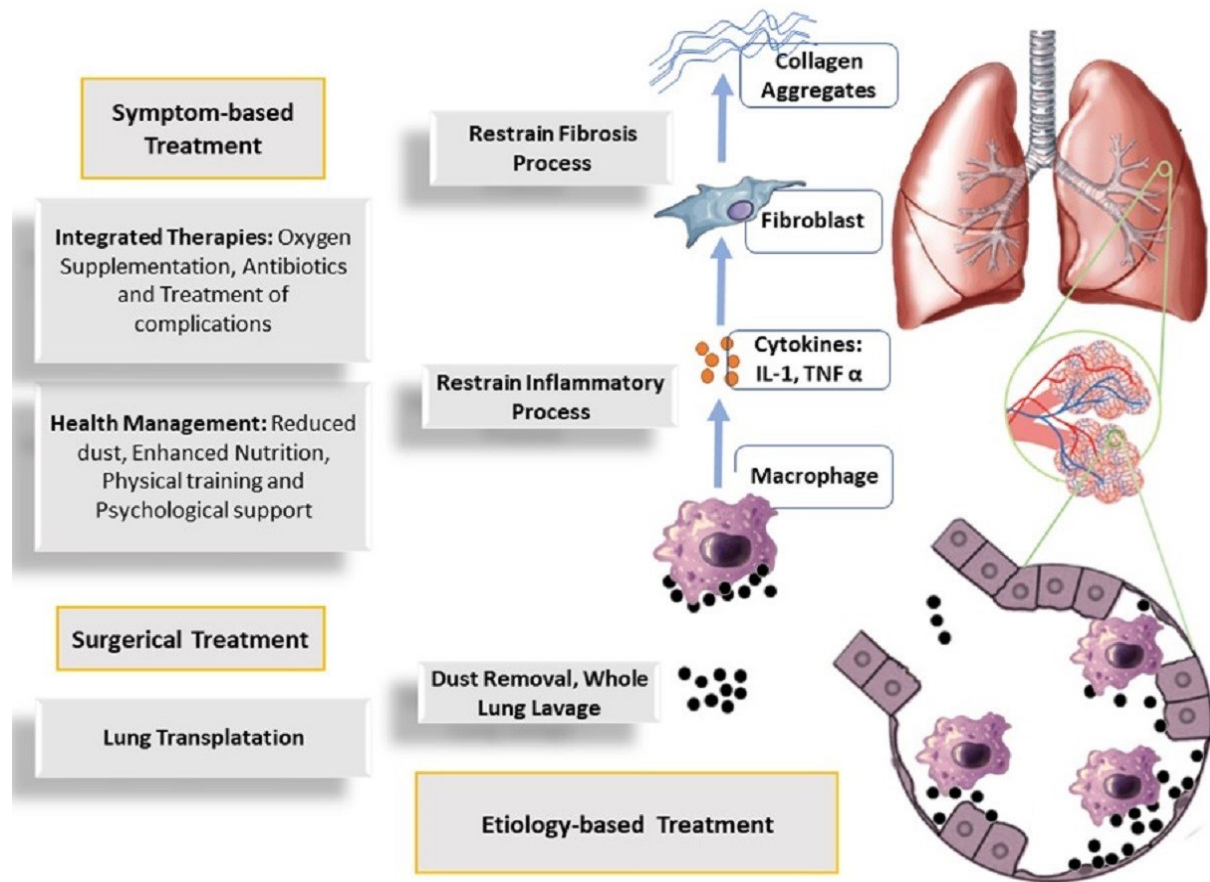 Symptom-based
Treatment
Integrated Therapies: Oxygen
Supplementation, Antibiotics
and Treatment of
complications
Health Management: Reduced
dust, Enhanced Nutrition,
Physical training and
Psychological support
Surgerical Treatment
Lung Transplatation
Restrain Fibrosis
Process
Restrain Inflammatory
Process
Dust Removal, Whole
Lung Lavage
Etiology-based Treatment
Collagen
Aggregates
Fibroblast
Cytokines:
IL-1, TNF α
Macrophage